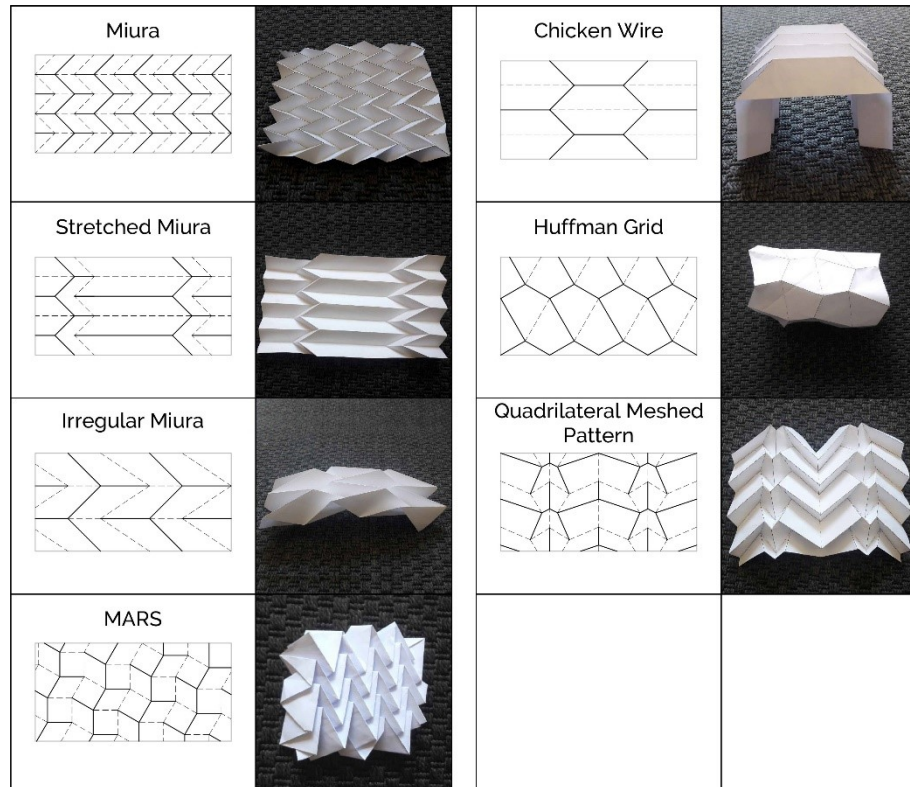 Miura
Chicken Wire
Stretched Miura
Huffman Grid
Irregular Miura
Quadrilateral Meshed
Pattern
MARS